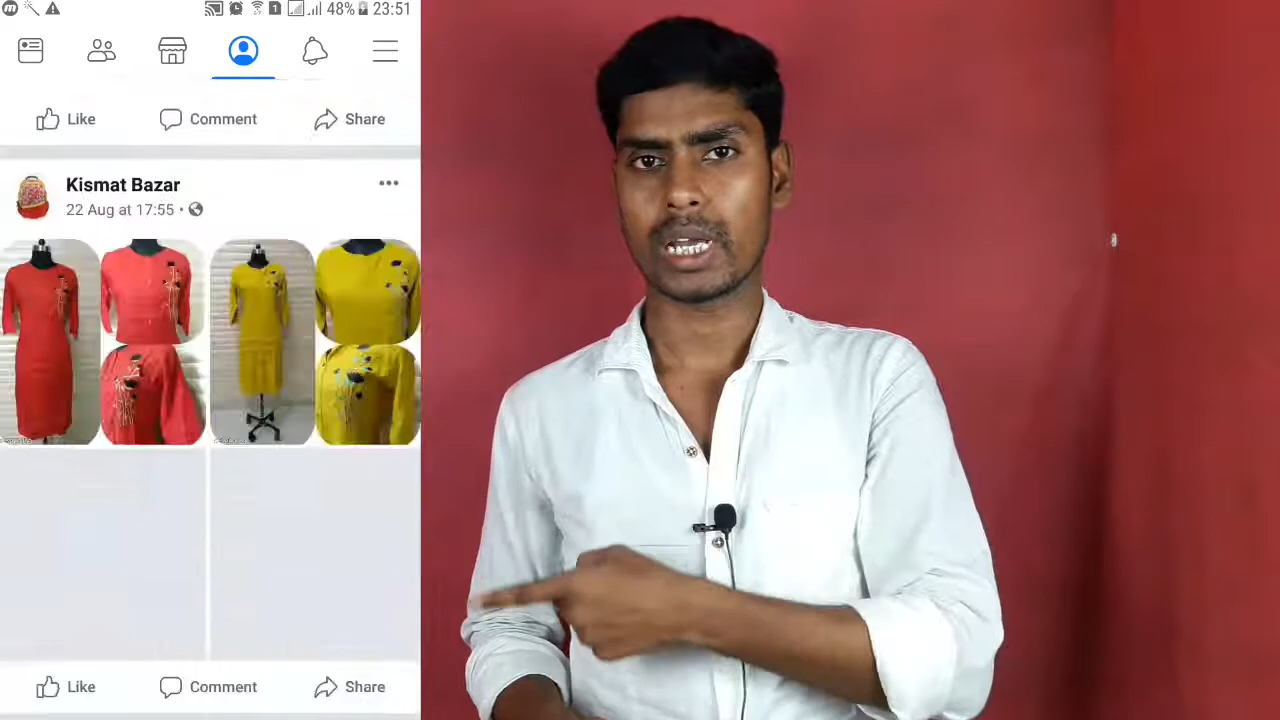 48% 23:51
Like Comment Share
Kismat Bazar
22 Aug at 17:55
Like Comment Share